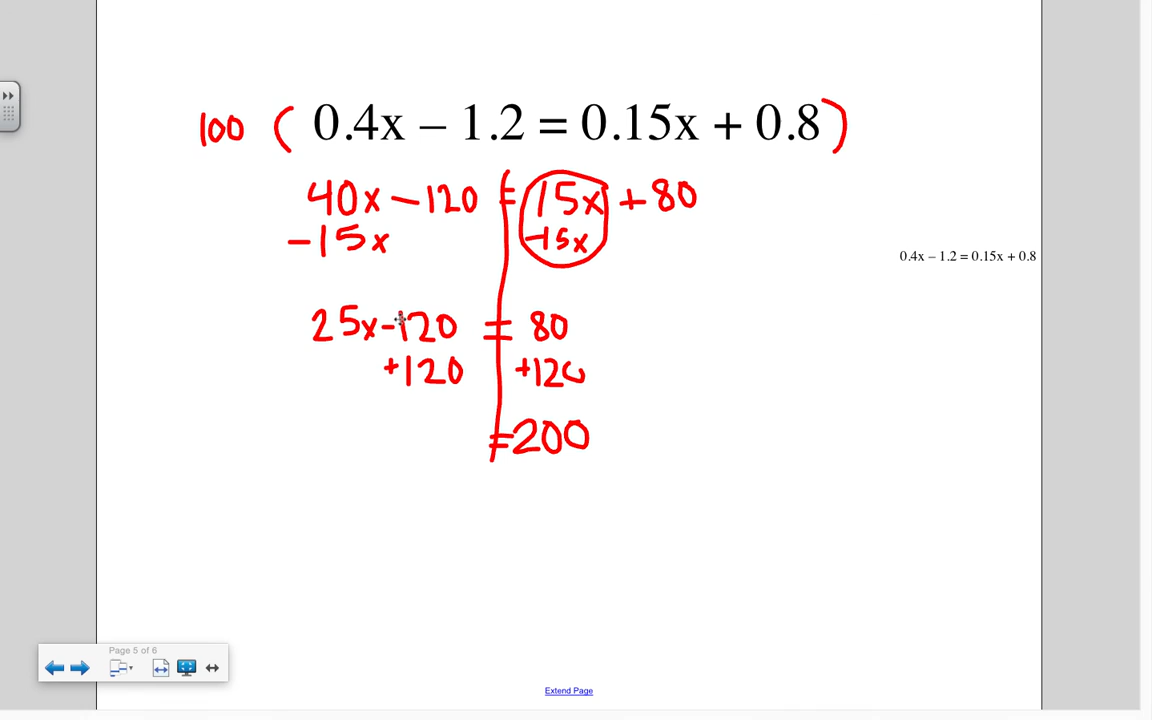 100 ( 0.4x – 1.2 = 0.15x + 0.8 )
40x – 120 = 15x + 80
–15x –15x
0.4x – 1.2 = 0.15x + 0.8
25x – 120 = 80
+120 +120
=200
Page 5 of 6
Extend Page